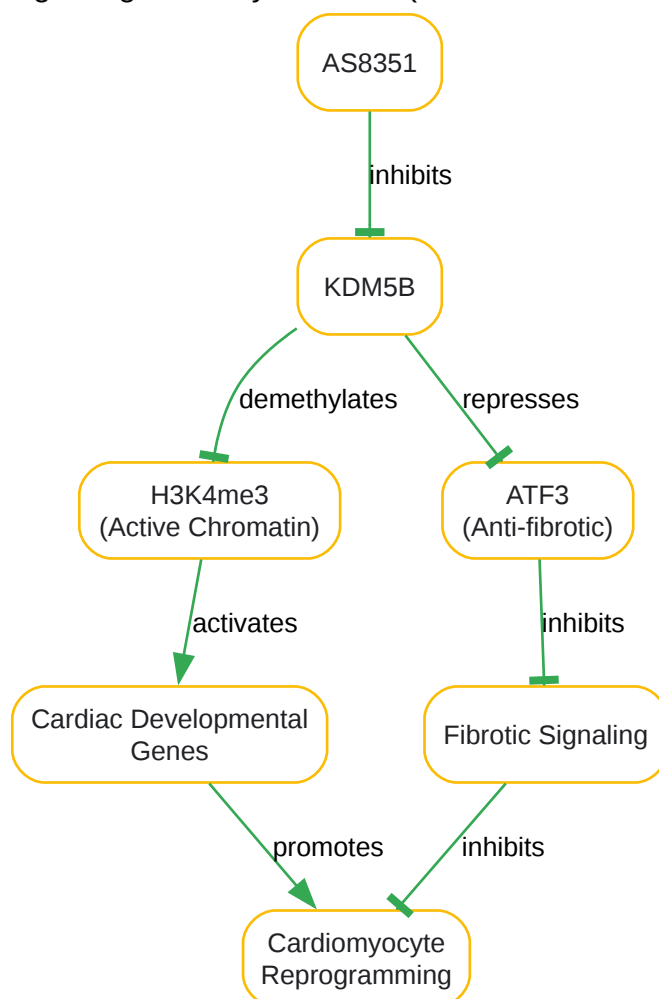 AS8351
inhibits
KDM5B
demethylates
represses
H3K4me3
(Active Chromatin)
ATF3
(Anti-fibrotic)
activates
inhibits
Cardiac Developmental
Genes
Fibrotic Signaling
promotes
inhibits
Cardiomyocyte
Reprogramming